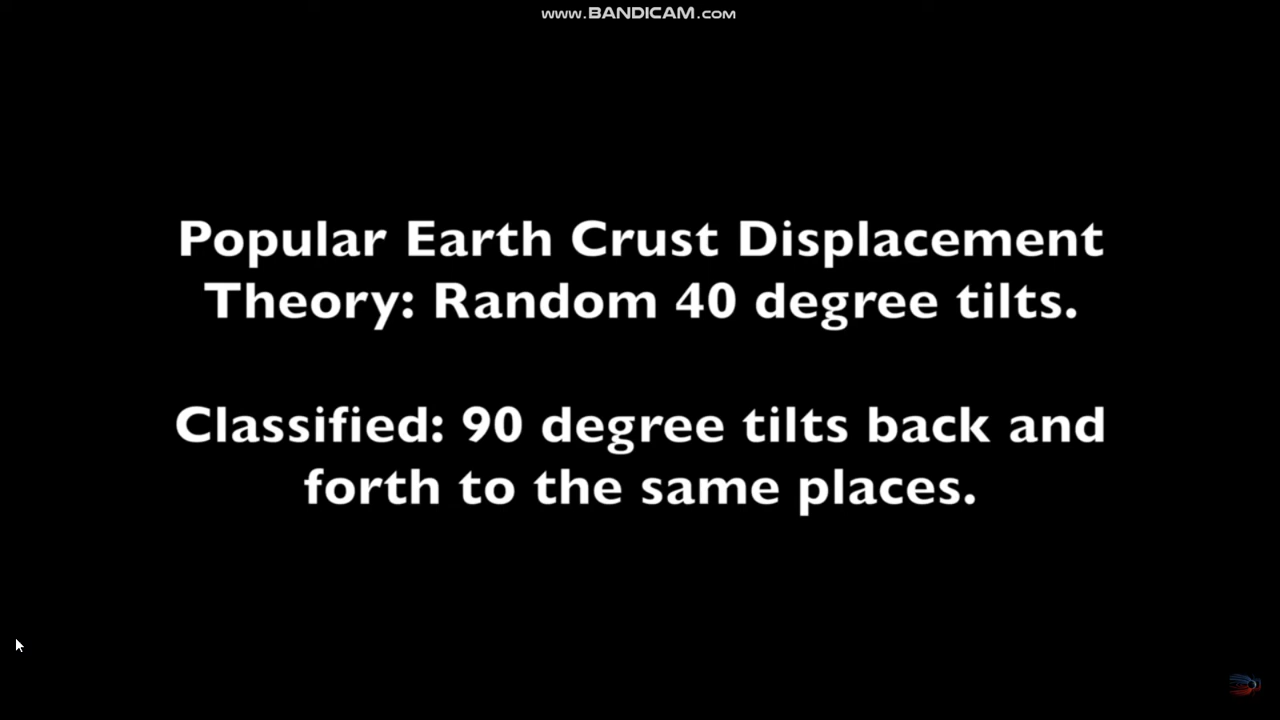 www.BANDICAM.com
Popular Earth Crust Displacement
Theory: Random 40 degree tilts.
Classified: 90 degree tilts back and
forth to the same places.